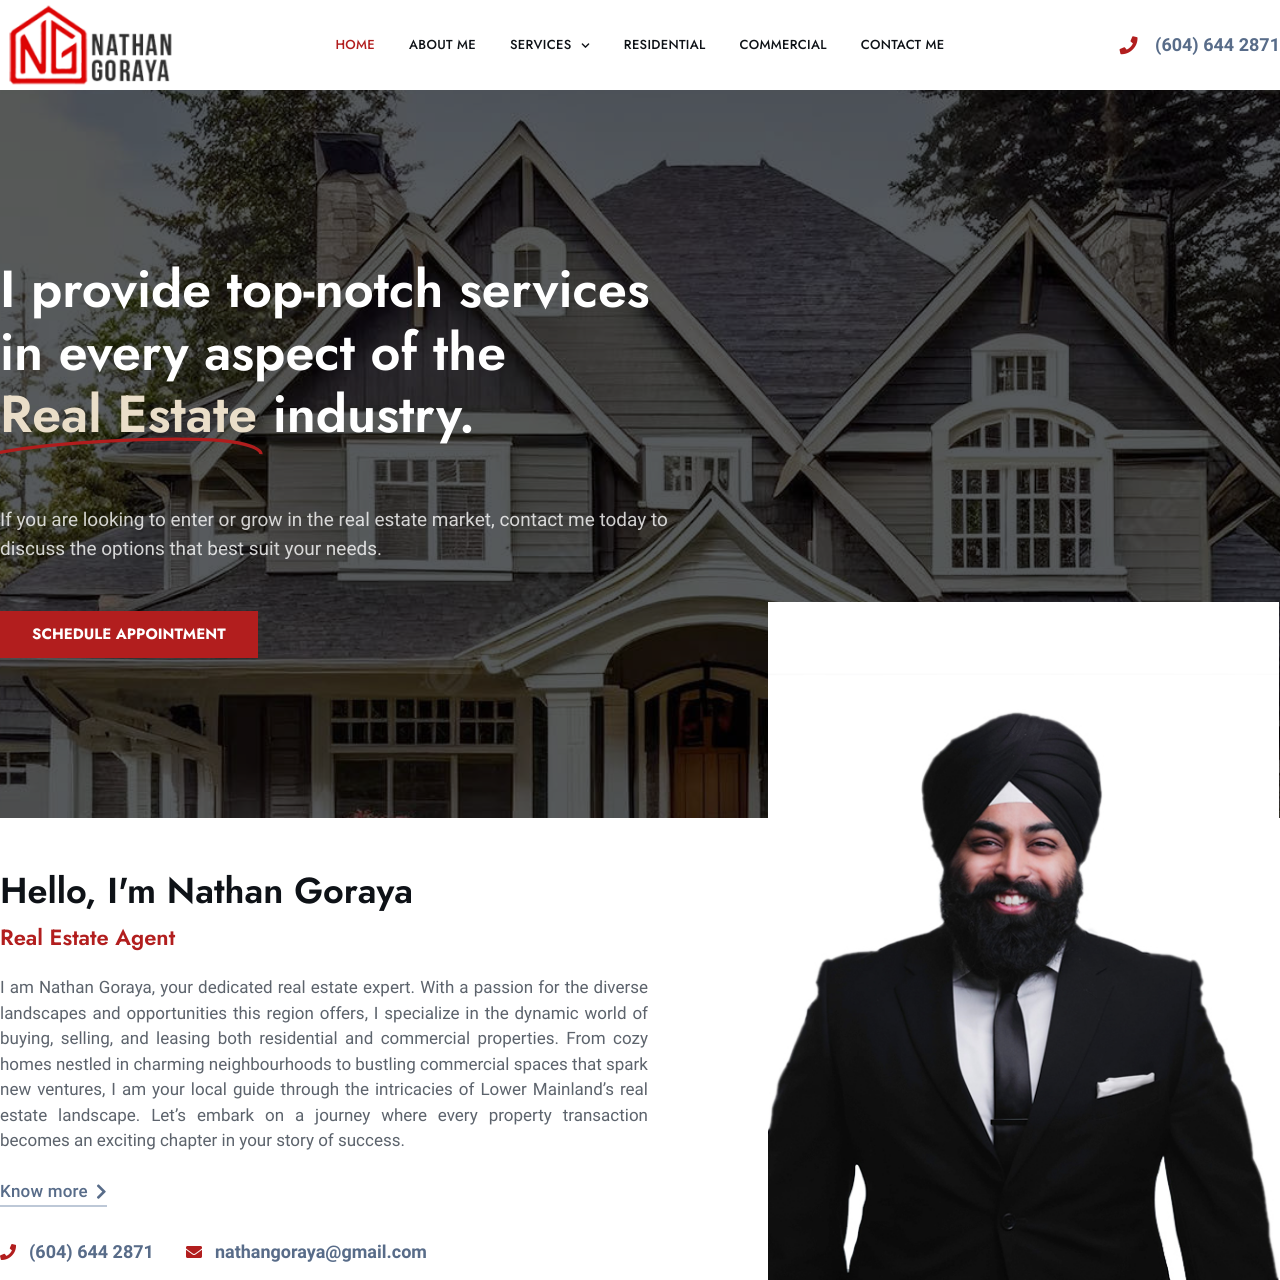 NG NATHAN
GORAYA
HOME ABOUT ME SERVICES RESIDENTIAL COMMERCIAL CONTACT ME
(604) 644 2871
I provide top-notch services
in every aspect of the
Real Estate industry.
If you are looking to enter or grow in the real estate market, contact me today to
discuss the options that best suit your needs.
SCHEDULE APPOINTMENT
Hello, I'm Nathan Goraya
Real Estate Agent
I am Nathan Goraya, your dedicated real estate expert. With a passion for the diverse
landscapes and opportunities this region offers, I specialize in the dynamic world of
buying, selling, and leasing both residential and commercial properties. From cozy
homes nestled in charming neighbourhoods to bustling commercial spaces that spark
new ventures, I am your local guide through the intricacies of Lower Mainland’s real
estate landscape. Let’s embark on a journey where every property transaction
becomes an exciting chapter in your story of success.
Know more
(604) 644 2871 nathangoraya@gmail.com